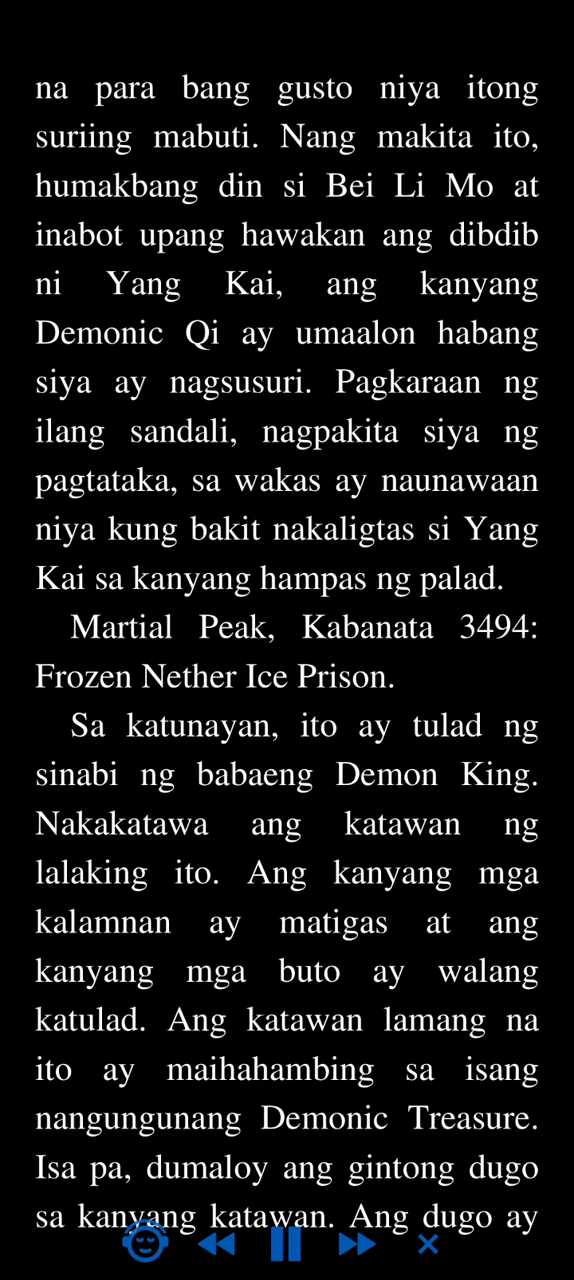 na para bang gusto niya itong
suriing mabuti. Nang makita ito,
humakbang din si Bei Li Mo at
inabot upang hawakan ang dibdib
ni Yang Kai, ang kanyang
Demonic Qi ay umaalon habang
siya ay nagsusuri. Pagkaraan ng
ilang sandali, nagpakita siya ng
pagtataka, sa wakas ay naunawaan
niya kung bakit nakaligtas si Yang
Kai sa kanyang hampas ng palad.
Martial Peak, Kabanata 3494:
Frozen Nether Ice Prison.
Sa katunayan, ito ay tulad ng
sinabi ng babaeng Demon King.
Nakakatawa ang katawan ng
lalaking ito. Ang kanyang mga
kalamnan ay matigas at ang
kanyang mga buto ay walang
katulad. Ang katawan lamang na
ito ay maihahambing sa isang
nangungunang Demonic Treasure.
Isa pa, dumaloy ang gintong dugo
sa kanyang katawan. Ang dugo ay